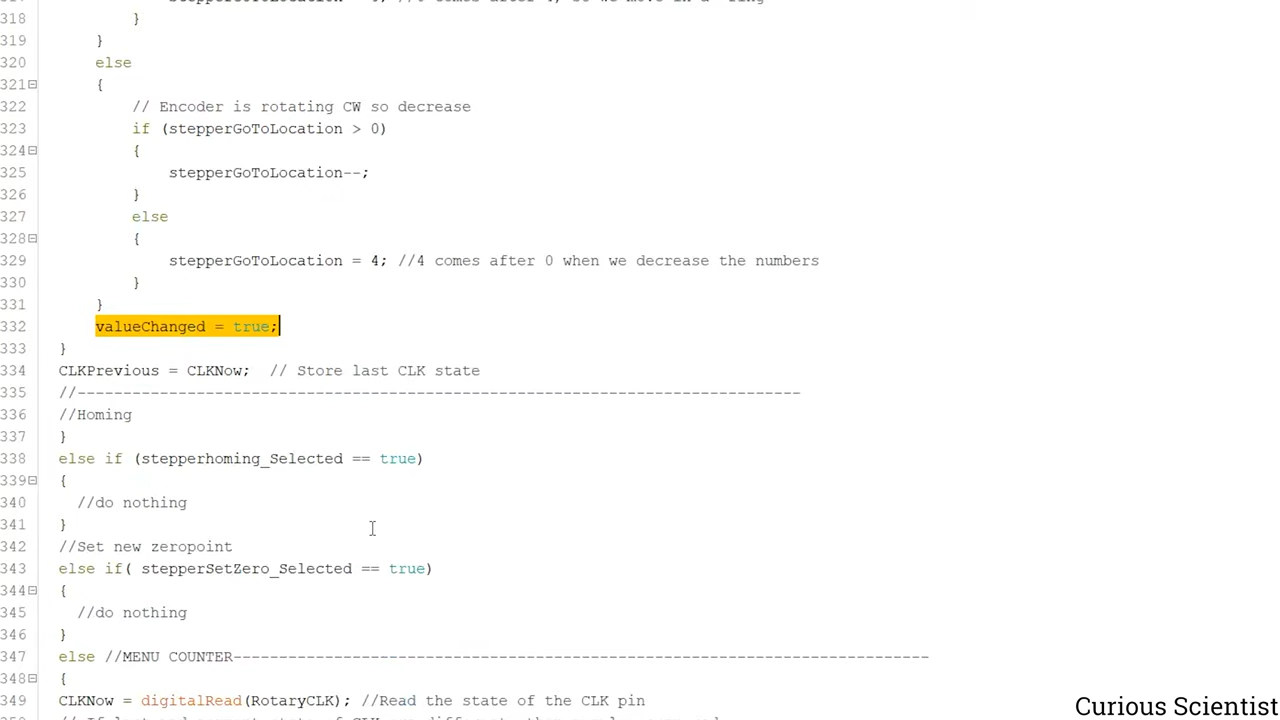 318 }
319 }
320 else
321 {
322 // Encoder is rotating CW so decrease
323 if (stepperGoToLocation > 0)
324 {
325 stepperGoToLocation--;
326 }
327 else
328 {
329 stepperGoToLocation = 4; //4 comes after 0 when we decrease the numbers
330 }
331 }
332 valueChanged = true;
333 }
334 CLKPrevious = CLKNow; // Store last CLK state
335 //-------------------------------------------------------------------------------
336 //Homing
337 }
338 else if (stepperhoming_Selected == true)
339 {
340 //do nothing
341 }
342 //Set new zeropoint
343 else if( stepperSetZero_Selected == true)
344 {
345 //do nothing
346 }
347 else //MENU COUNTER----------------------------------------------------------------------------
348 {
349 CLKNow = digitalRead(RotaryCLK); //Read the state of the CLK pin
Curious Scientist